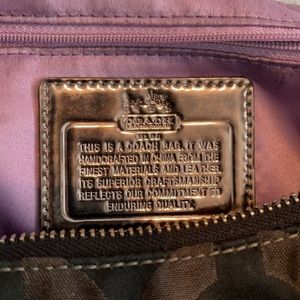 COACH
THIS IS A COACH BAG. IT WAS
HANDCRAFTED IN CHINA FROM THE
FINEST MATERIALS AND LEATHER.
ITS SUPERIOR CRAFTSMANSHIP
REFLECTS OUR COMMITMENT TO
ENDURING QUALITY.